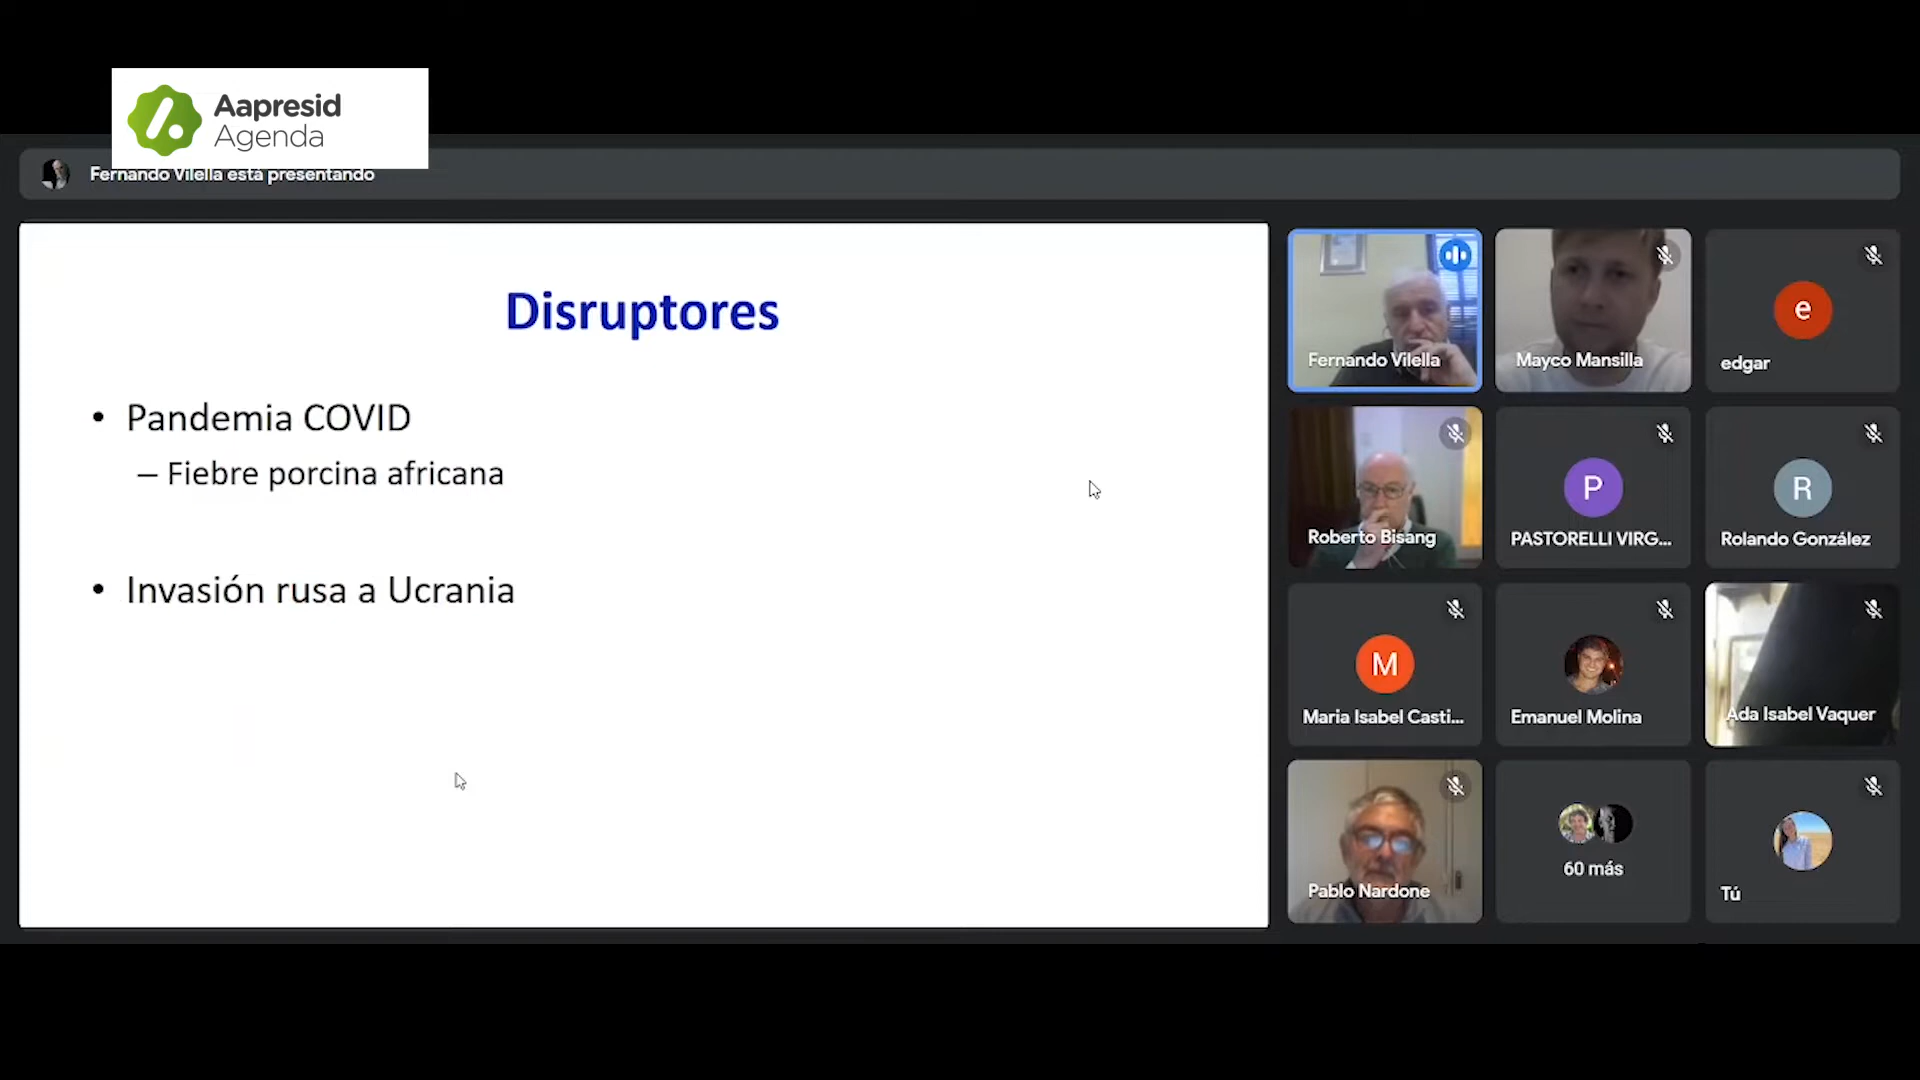 Aapresid
Agenda
Fernando Vilella está presentando
Disruptores
• Pandemia COVID
– Fiebre porcina africana
• Invasión rusa a Ucrania
Fernando Vilella
Mayco Mansilla
e
edgar
Roberto Bisang
P
PASTORELLI VIRG...
R
Rolando González
M
Maria Isabel Casti...
Emanuel Molina
Ada Isabel Vaquer
Pablo Nardone
60 más
Tú